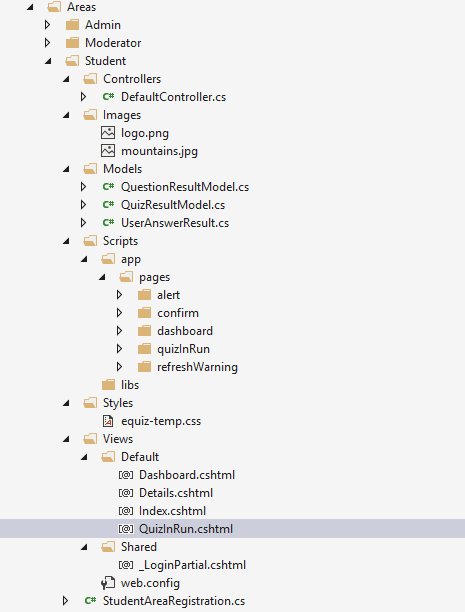 Areas
Admin
Moderator
Student
Controllers
C# DefaultController.cs
Images
logo.png
mountains.jpg
Models
C# QuestionResultModel.cs
C# QuizResultModel.cs
C# UserAnswerResult.cs
Scripts
app
pages
alert
confirm
dashboard
quizInRun
refreshWarning
libs
Styles
equiz-temp.css
Views
Default
[@] Dashboard.cshtml
[@] Details.cshtml
[@] Index.cshtml
[@] QuizInRun.cshtml
Shared
[@] _LoginPartial.cshtml
web.config
C# StudentAreaRegistration.cs